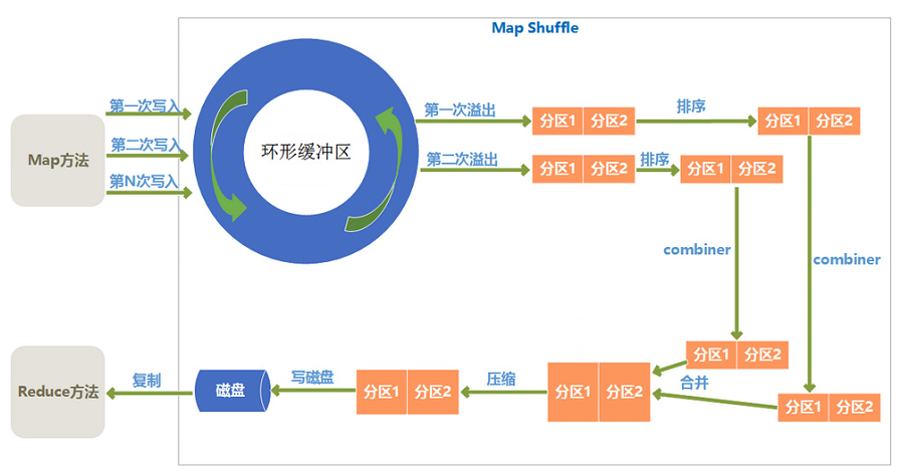 Map Shuffle
Map方法
第一次写入
第二次写入
第N次写入
环形缓冲区
第一次溢出
分区1 分区2
排序
分区1 分区2
第二次溢出
分区1 分区2
排序
分区1 分区2
combiner
combiner
分区1 分区2
分区1 分区2
合并
分区1 分区2
压缩
分区1 分区2
写磁盘
磁盘
复制
Reduce方法